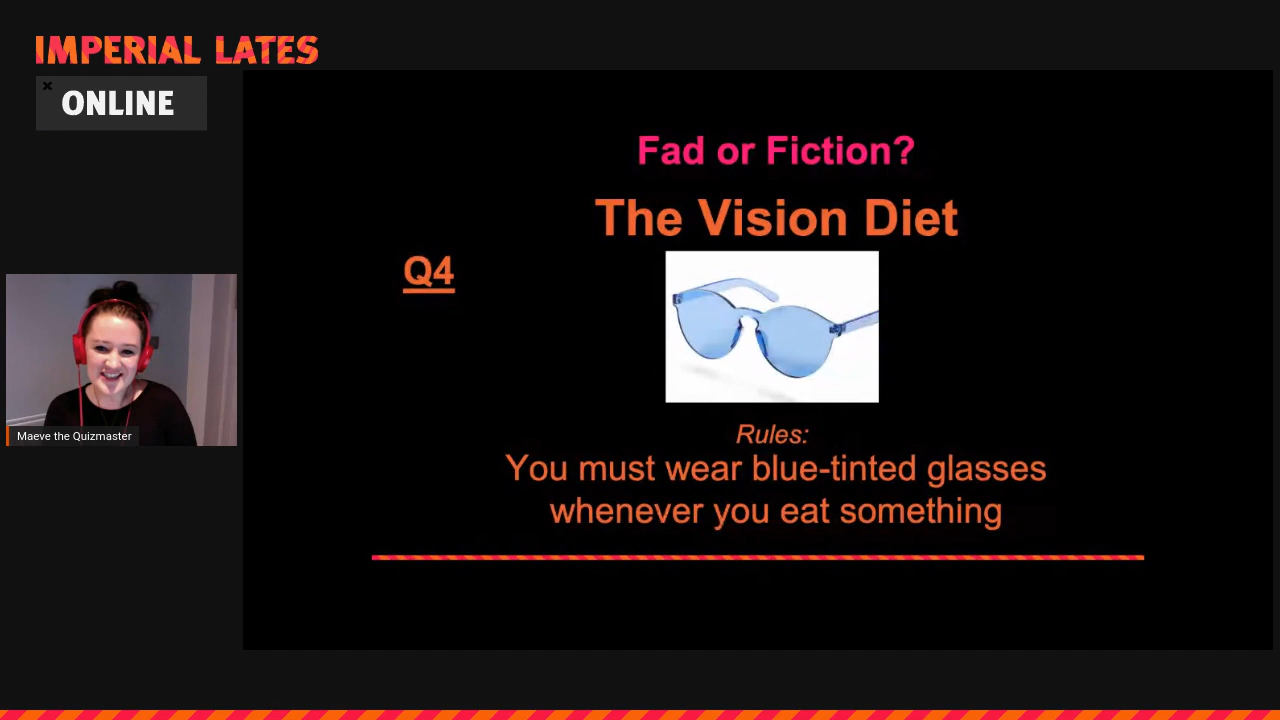 IMPERIAL LATES
ONLINE
Fad or Fiction?
The Vision Diet
Q4
Rules:
You must wear blue-tinted glasses
whenever you eat something
Maeve the Quizmaster